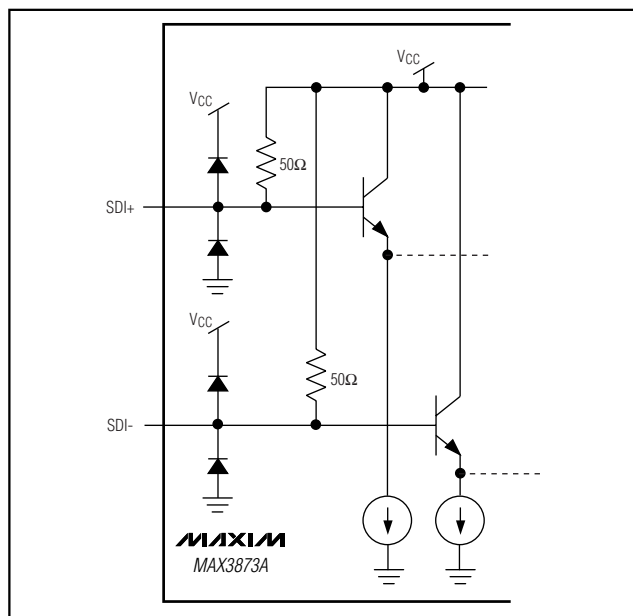 VCC
VCC
50Ω
SDI+
VCC
50Ω
SDI-
MAXIM
MAX3873A